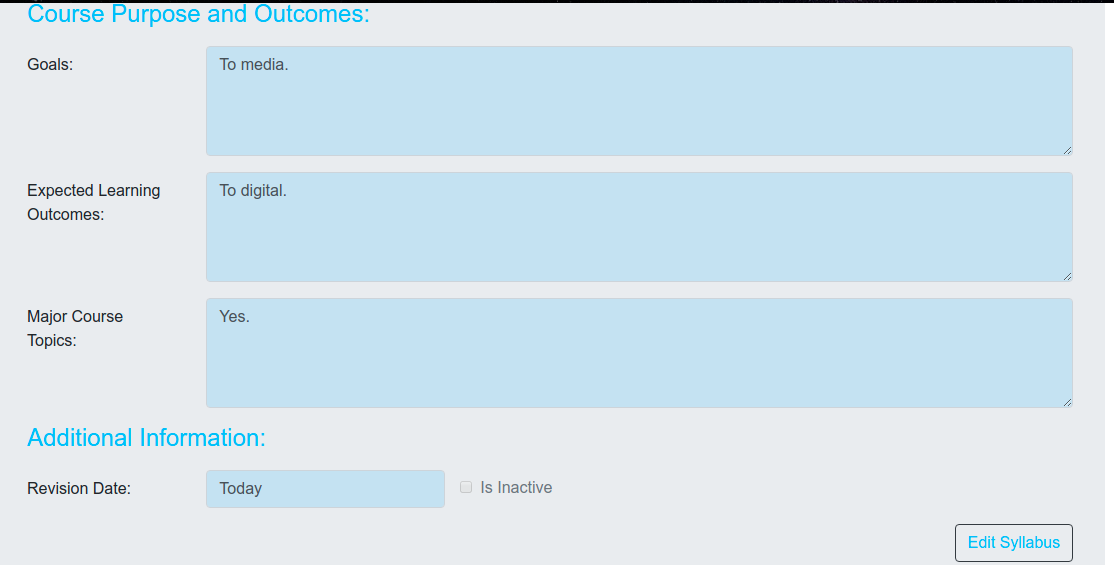 Course Purpose and Outcomes:
Goals:
To media.
Expected Learning
Outcomes:
To digital.
Major Course
Topics:
Yes.
Additional Information:
Revision Date:
Today
Is Inactive
Edit Syllabus